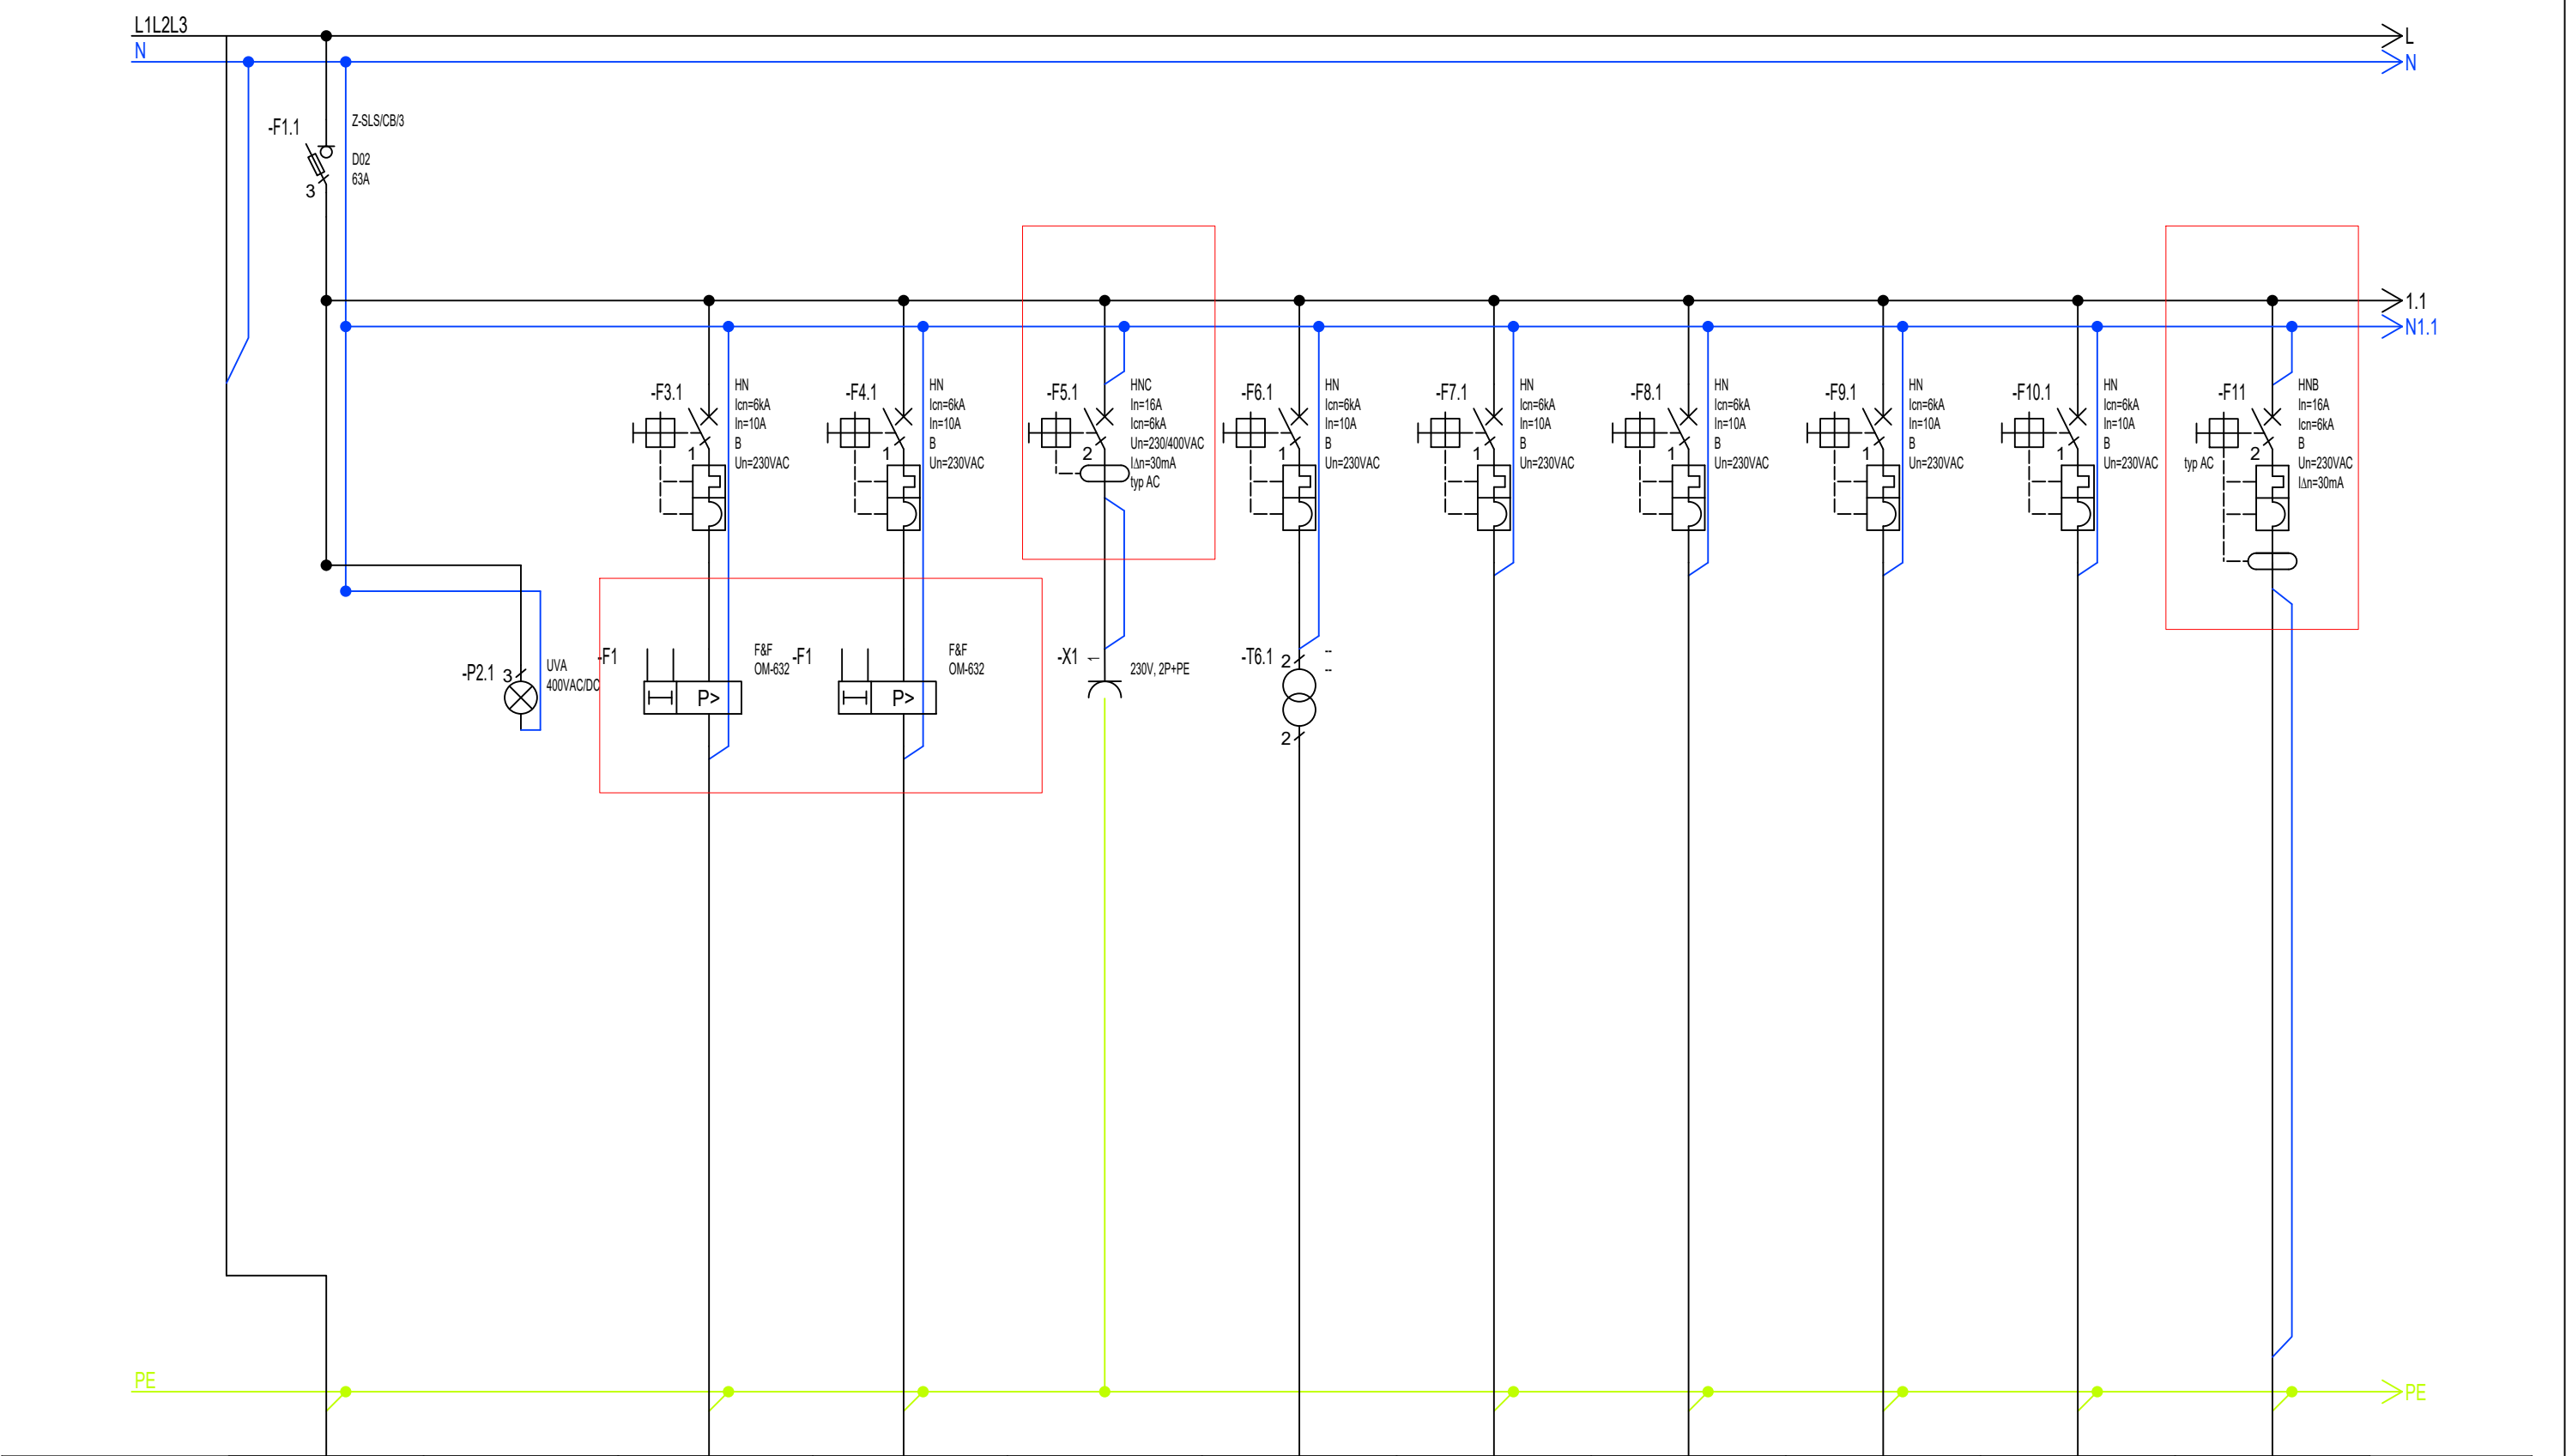 L1L2L3
L
N
N
-F1.1
Z-SLS/CB/3
D02
63A
3
1.1
N1.1
-F3.1
HN
Icn=6kA
In=10A
B
Un=230VAC
1
-F4.1
HN
Icn=6kA
In=10A
B
Un=230VAC
1
-F5.1
HNC
In=16A
Icn=6kA
Un=230/400VAC
IΔn=30mA
typ AC
2
-F6.1
HN
Icn=6kA
In=10A
B
Un=230VAC
1
-F7.1
HN
Icn=6kA
In=10A
B
Un=230VAC
1
-F8.1
HN
Icn=6kA
In=10A
B
Un=230VAC
1
-F9.1
HN
Icn=6kA
In=10A
B
Un=230VAC
1
-F10.1
HN
Icn=6kA
In=10A
B
Un=230VAC
1
-F11
HNB
In=16A
Icn=6kA
B
Un=230VAC
IΔn=30mA
2
typ AC
-P2.1
3
UVA
400VAC/DC
-F1
F&F
OM-632
P>
-F1
F&F
OM-632
P>
-X1
1
230V, 2P+PE
-T6.1
2
--
--
2
PE
PE